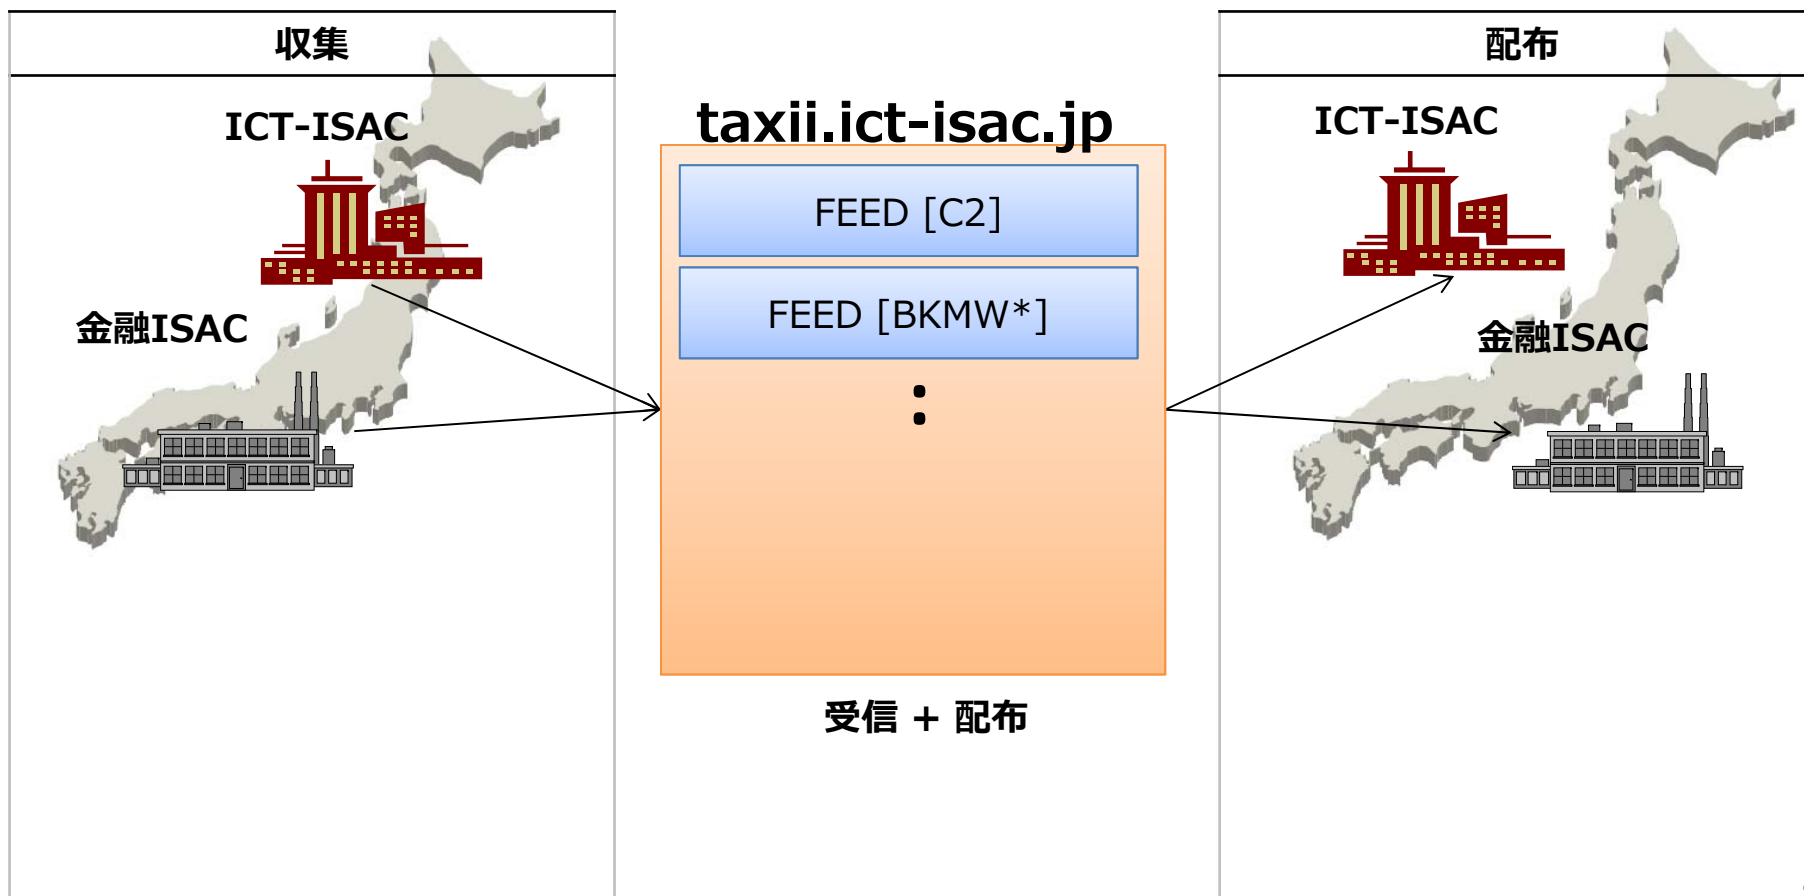 収集
ICT-ISAC
金融ISAC
taxii.ict-isac.jp
FEED [C2]
FEED [BKMW*]
:
受信 + 配布
配布
ICT-ISAC
金融ISAC